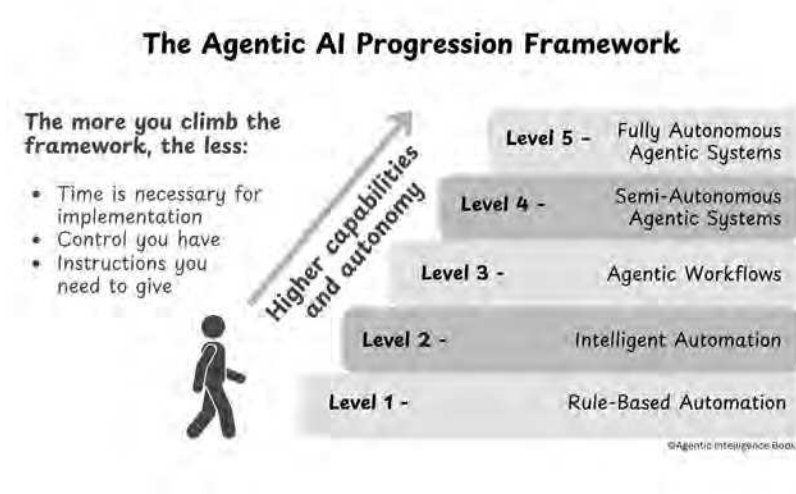 The Agentic AI Progression Framework
The more you climb the
framework, the less:
• Time is necessary for
implementation
• Control you have
• Instructions you
need to give
Higher capabilities
and autonomy
Level 5 - Fully Autonomous
Agentic Systems
Level 4 - Semi-Autonomous
Agentic Systems
Level 3 - Agentic Workflows
Level 2 - Intelligent Automation
Level 1 - Rule-Based Automation
©Agentic Intelligence Book